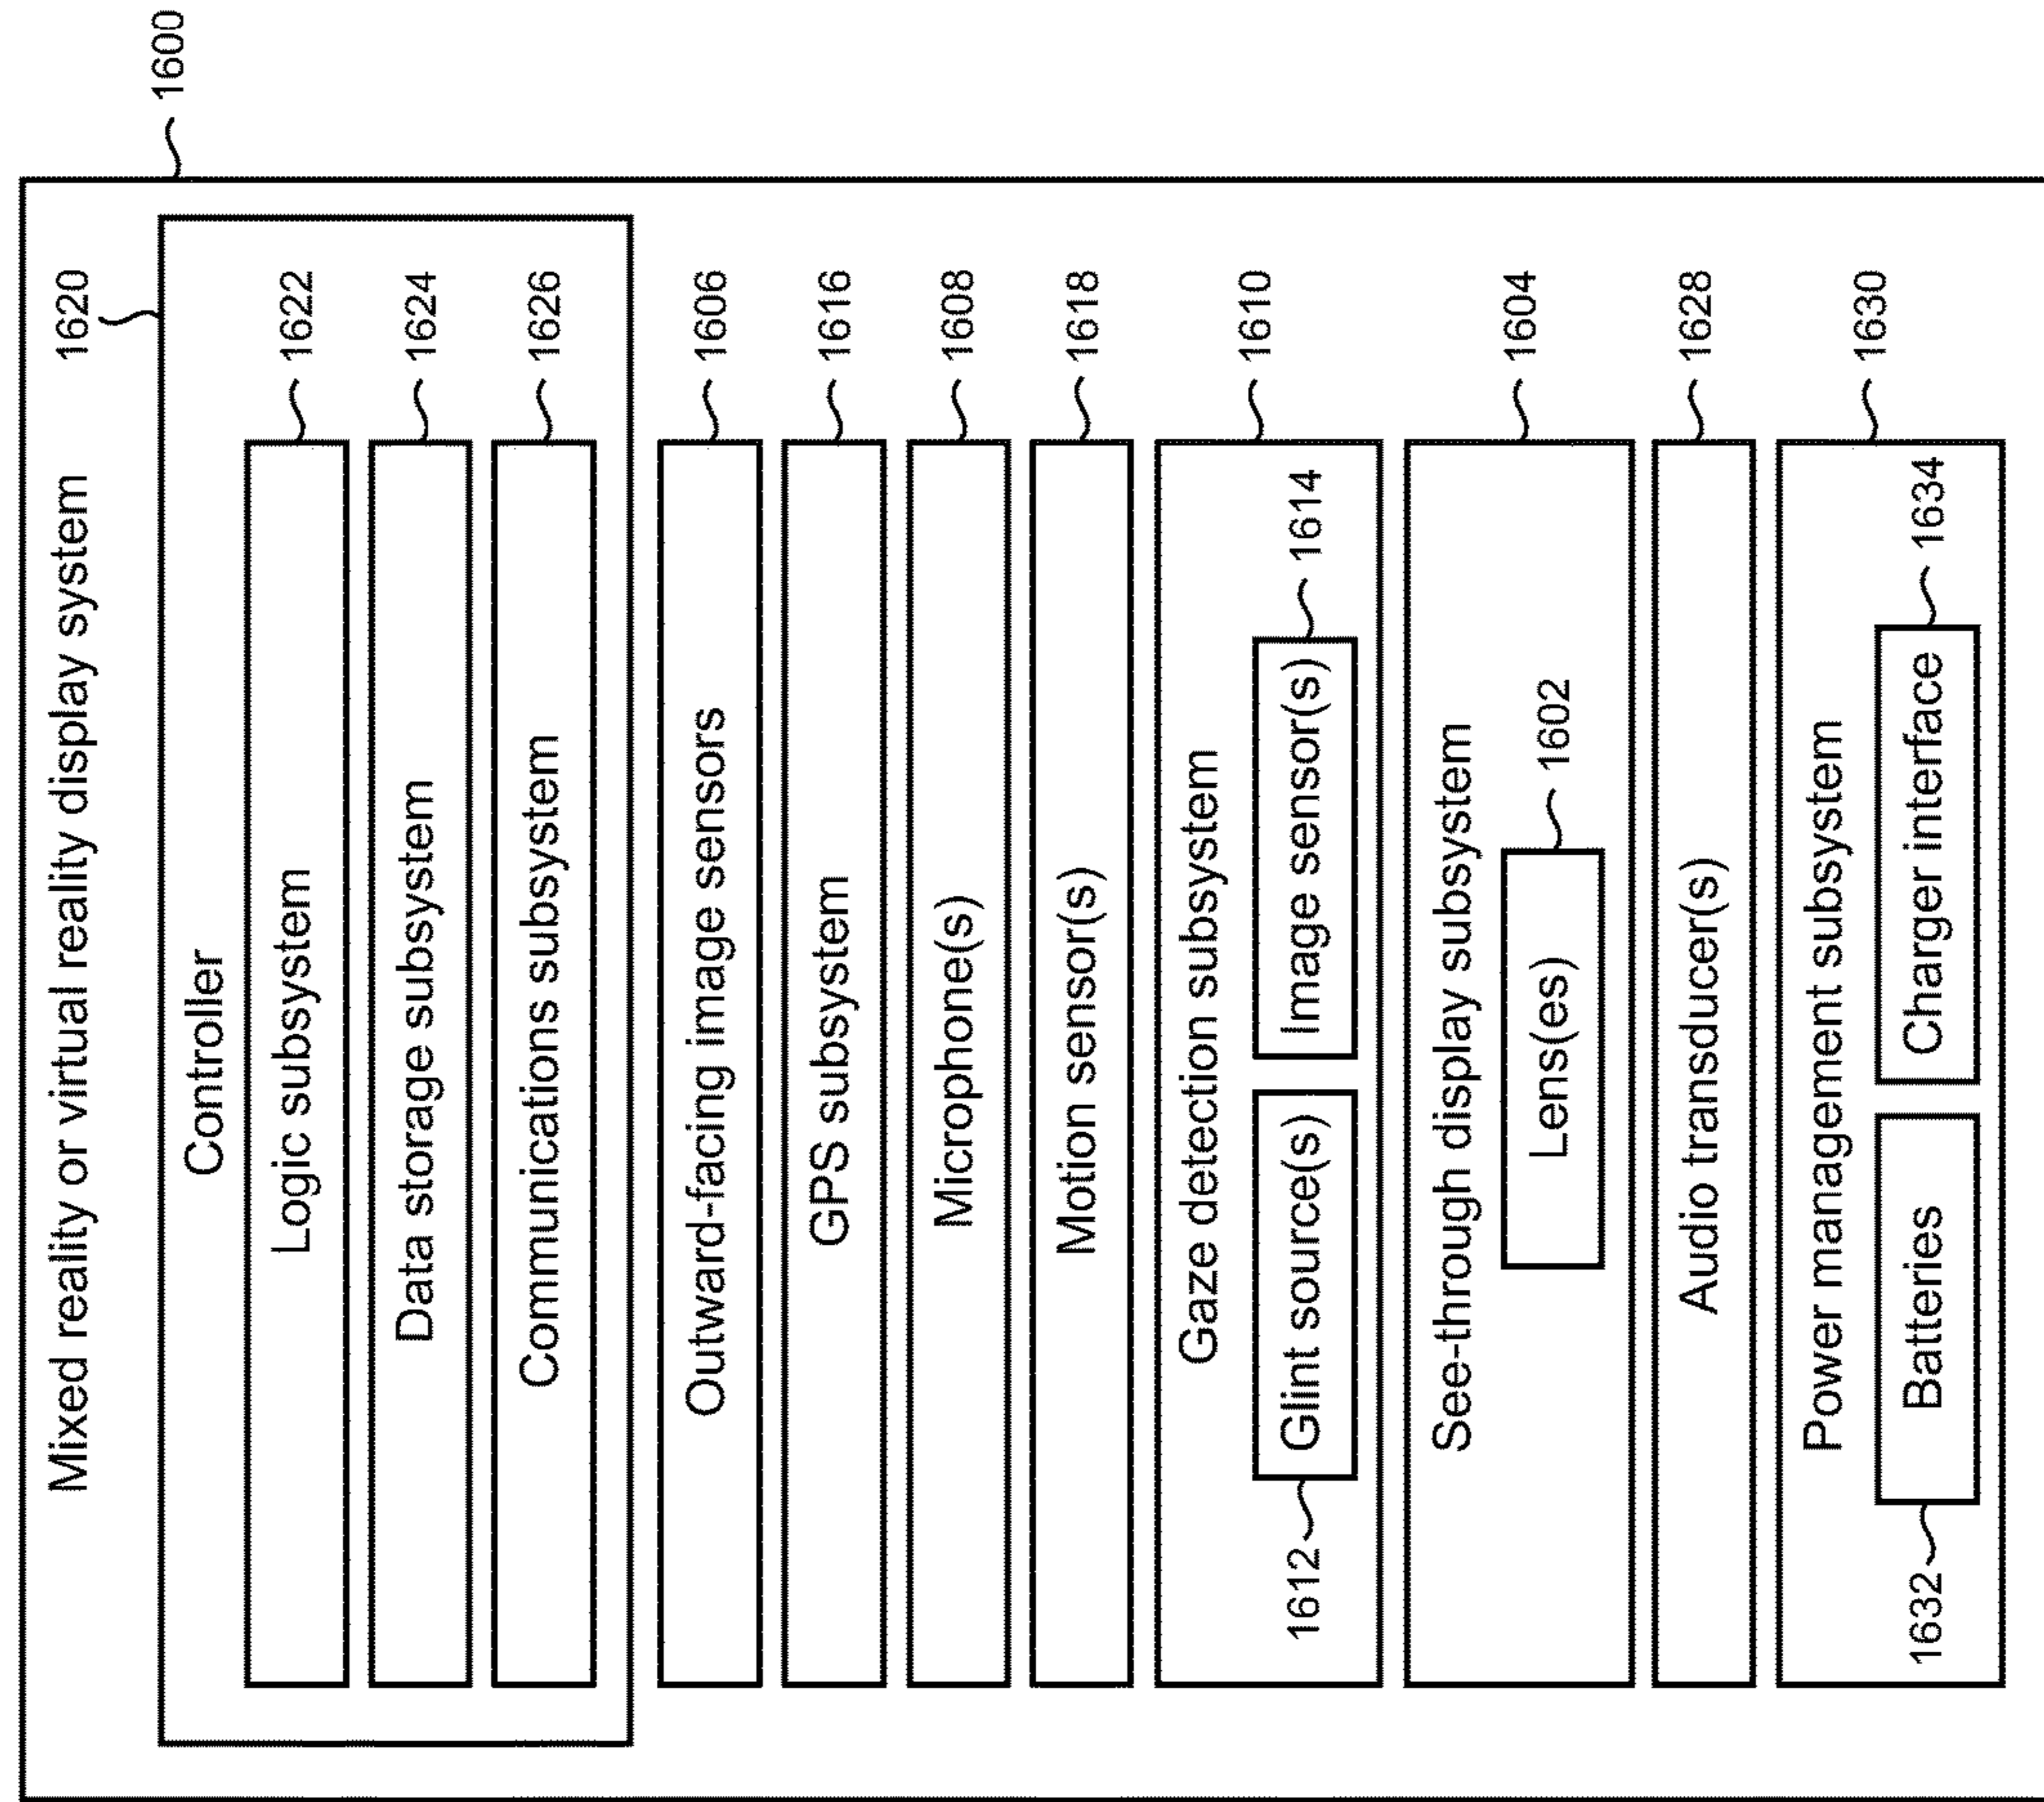 1600
Mixed reality or virtual reality display system 1620
Controller
Logic subsystem 1622
Data storage subsystem 1624
Communications subsystem 1626
Outward-facing image sensors 1606
GPS subsystem 1616
Microphone(s) 1608
Motion sensor(s) 1618
Gaze detection subsystem 1610
1612 Glint source(s) Image sensor(s) 1614
See-through display subsystem 1604
Lens(es) 1602
Audio transducer(s) 1628
Power management subsystem 1630
1632 Batteries Charger interface 1634